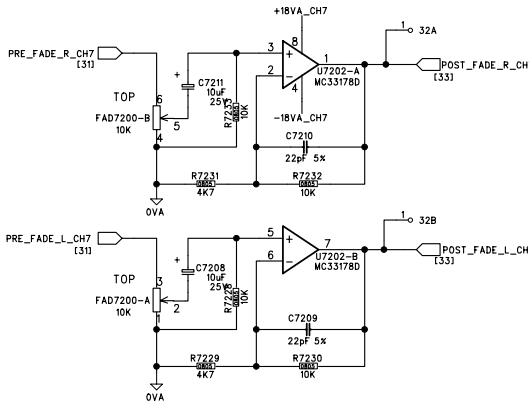 +18VA_CH7
1 32A
PRE_FADE_R_CH7
[31]
3 8 1
U7202-A
MC33178D
POST_FADE_R_CH
[33]
2 4
+
C7211
10uF
25V
TOP
6
FAD7200-B
10K
5
4
R7233
10K
-18VA_CH7
C7210
22pF 5%
R7231
4K7
R7232
10K
0VA
1 32B
PRE_FADE_L_CH7
[31]
5 7
U7202-B
MC33178D
POST_FADE_L_CH
[33]
6
+
C7208
10uF
25V
TOP
3
FAD7200-A
10K
2
1
10K
C7209
22pF 5%
R7229
4K7
R7230
10K
0VA